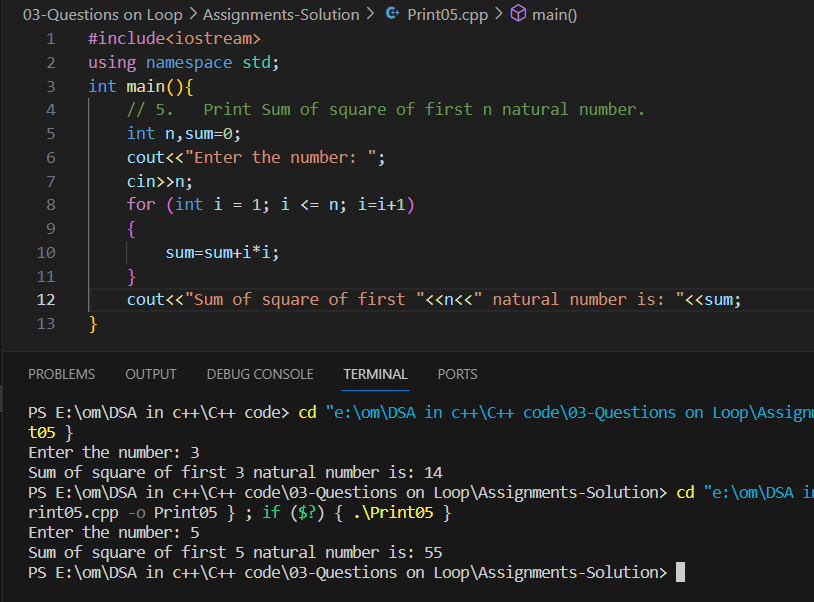 03-Questions on Loop > Assignments-Solution > Print05.cpp > main()
1 #include<iostream>
2 using namespace std;
3 int main(){
4 // 5.   Print Sum of square of first n natural number.
5 int n,sum=0;
6 cout<<"Enter the number: ";
7 cin>>n;
8 for (int i = 1; i <= n; i=i+1)
9 {
10 sum=sum+i*i;
11 }
12 cout<<"Sum of square of first "<<n<<" natural number is: "<<sum;
13 }
PROBLEMS OUTPUT DEBUG CONSOLE TERMINAL PORTS
PS E:\om\DSA in c++\C++ code> cd "e:\om\DSA in c++\C++ code\03-Questions on Loop\Assignm
t05 }
Enter the number: 3
Sum of square of first 3 natural number is: 14
PS E:\om\DSA in c++\C++ code\03-Questions on Loop\Assignments-Solution> cd "e:\om\DSA i
rint05.cpp -o Print05 } ; if ($?) { .\Print05 }
Enter the number: 5
Sum of square of first 5 natural number is: 55
PS E:\om\DSA in c++\C++ code\03-Questions on Loop\Assignments-Solution>